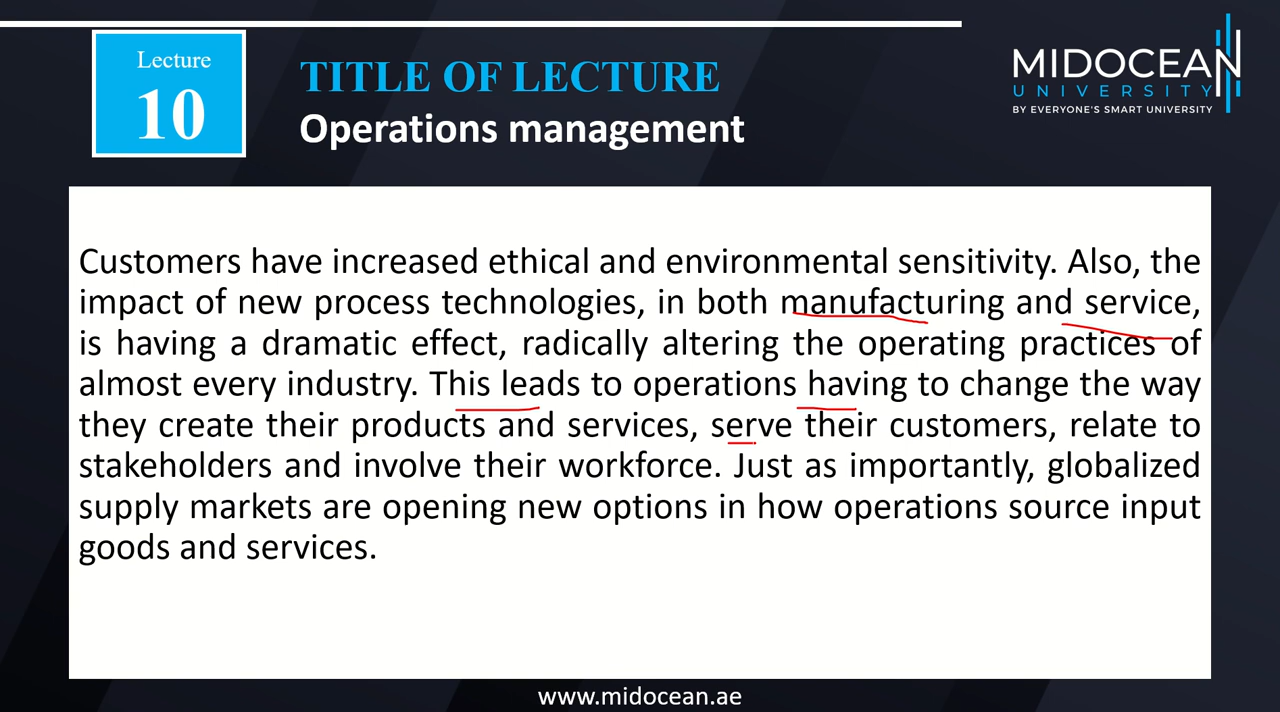 Lecture
10
TITLE OF LECTURE
Operations management
MIDOCEAN
UNIVERSITY
BY EVERYONE'S SMART UNIVERSITY
Customers have increased ethical and environmental sensitivity. Also, the
impact of new process technologies, in both manufacturing and service,
is having a dramatic effect, radically altering the operating practices of
almost every industry. This leads to operations having to change the way
they create their products and services, serve their customers, relate to
stakeholders and involve their workforce. Just as importantly, globalized
supply markets are opening new options in how operations source input
goods and services.
www.midocean.ae